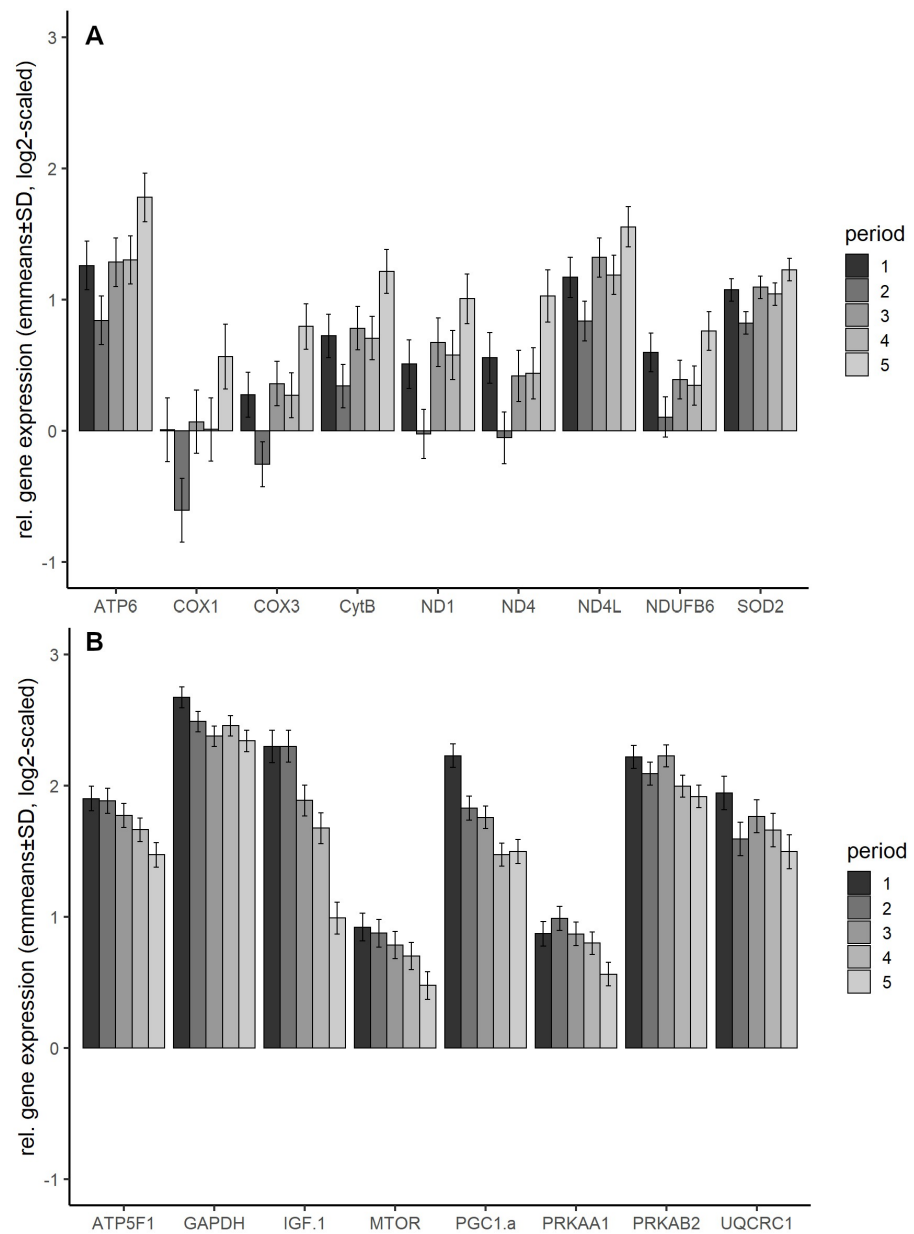 A
rel. gene expression (emmeans±SD, log2-scaled)
3
2
1
0
-1
ATP6 COX1 COX3 CytB ND1 ND4 ND4L NDUFB6 SOD2
period
1
2
3
4
5
B
rel. gene expression (emmeans±SD, log2-scaled)
3
2
1
0
-1
ATP5F1 GAPDH IGF.1 MTOR PGC1.a PRKAA1 PRKAB2 UQCRC1
period
1
2
3
4
5